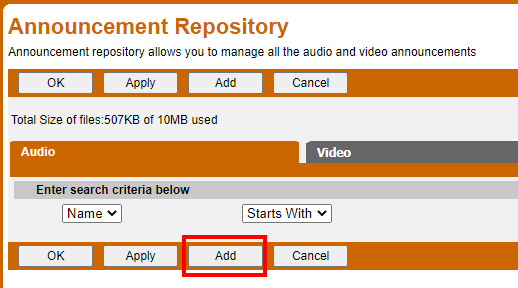 Announcement Repository
Announcement repository allows you to manage all the audio and video announcements
OK Apply Add Cancel
Total Size of files:507KB of 10MB used
Audio Video
Enter search criteria below
Name Starts With
OK Apply Add Cancel